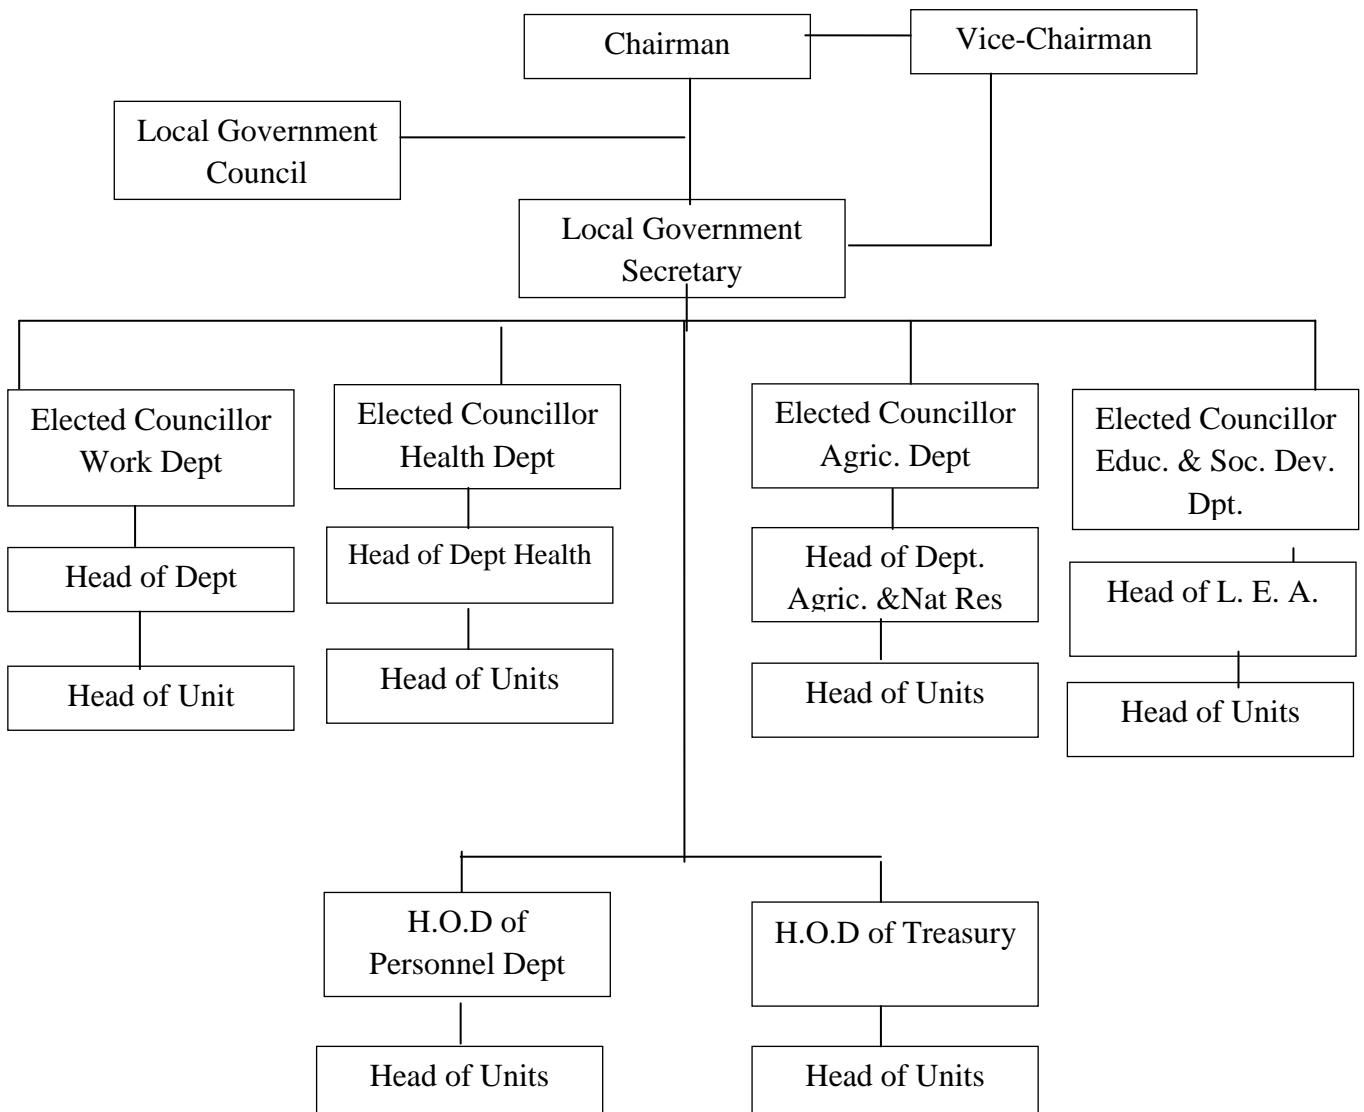 Chairman
Vice-Chairman
Local Government
Council
Local Government
Secretary
Elected Councillor
Work Dept
Elected Councillor
Health Dept
Elected Councillor
Agric. Dept
Elected Councillor
Educ. & Soc. Dev.
Dpt.
Head of Dept
Head of Dept Health
Head of Dept.
Agric. &Nat Res
Head of L. E. A.
Head of Unit
Head of Units
Head of Units
Head of Units
H.O.D of
Personnel Dept
H.O.D of Treasury
Head of Units
Head of Units